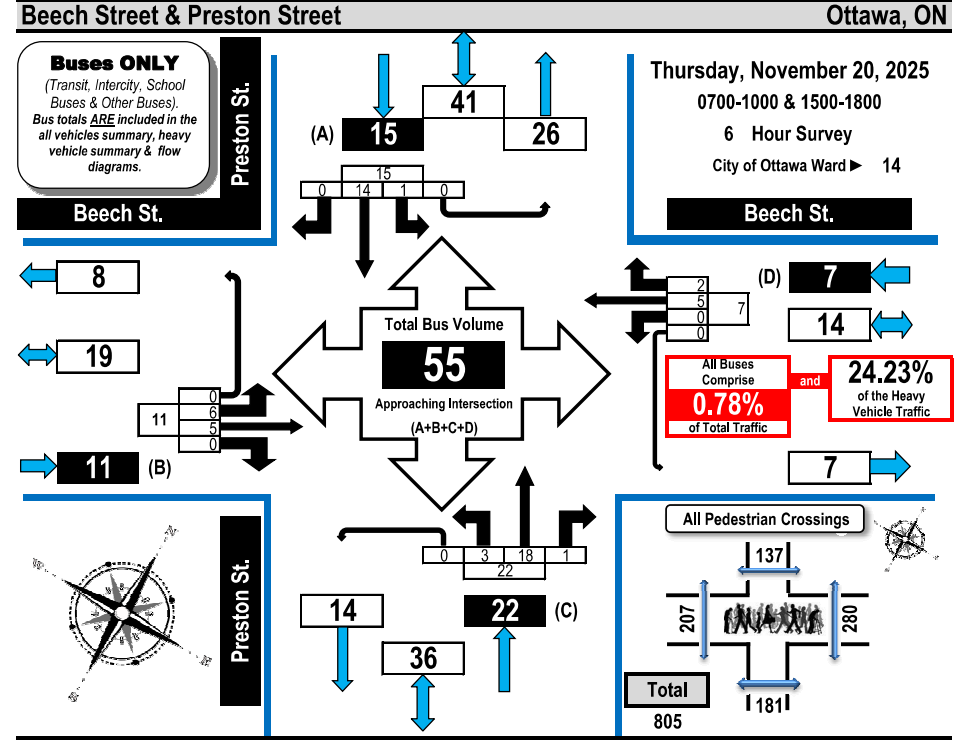 Beech Street & Preston Street
Ottawa, ON
Buses ONLY
(Transit, Intercity, School
Buses & Other Buses).
Bus totals ARE included in the
all vehicles summary, heavy
vehicle summary & flow
diagrams.
Preston St.
Beech St.
(A)
15
41
26
15
0 14 1 0
Thursday, November 20, 2025
0700-1000 & 1500-1800
6 Hour Survey
City of Ottawa Ward ► 14
Beech St.
8
19
11
0
6
5
0
11
(B)
Total Bus Volume
55
Approaching Intersection
(A+B+C+D)
2
5
0
0
7
(D)
7
14
All Buses
Comprise
0.78%
of Total Traffic
and
24.23%
of the Heavy
Vehicle Traffic
7
N
W
E
S
Preston St.
0 3 18 1
22
14
22
(C)
36
All Pedestrian Crossings
N
W
E
S
137
207
280
181
Total
805